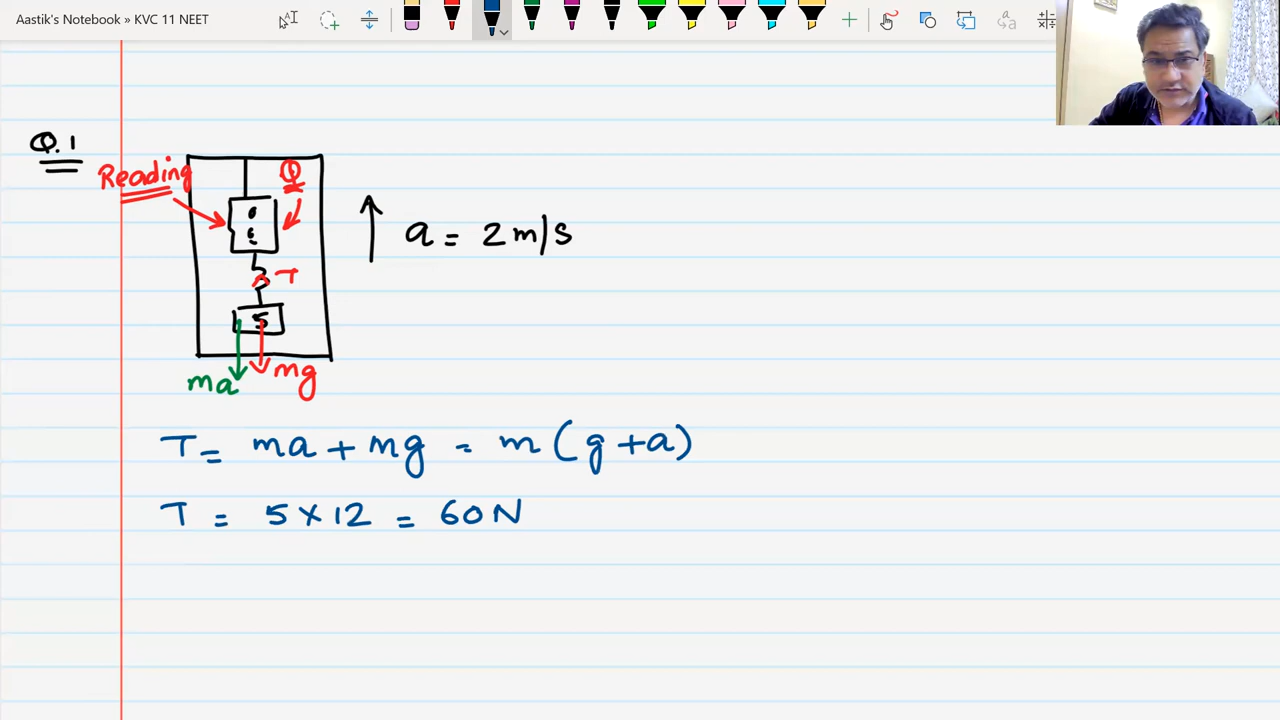 Aastik's Notebook » KVC 11 NEET
Q.1
Reading
Q
a = 2 m/s
T
5
ma
mg
T = ma + mg = m (g + a)
T = 5 × 12 = 60 N